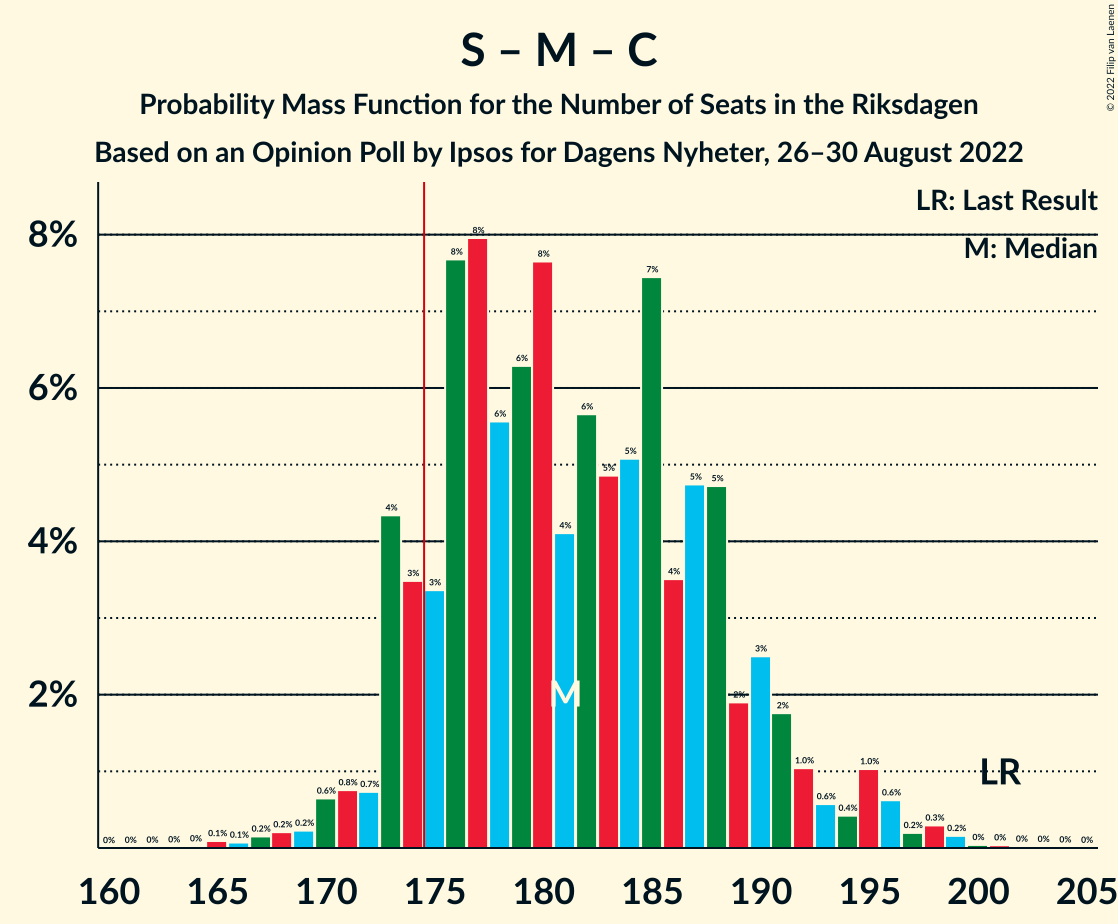 S – M – C
Probability Mass Function for the Number of Seats in the Riksdagen
Based on an Opinion Poll by Ipsos for Dagens Nyheter, 26–30 August 2022
© 2022 Filip van Laenen
LR: Last Result
M: Median
8%
6%
4%
2%
0% 0% 0% 0% 0% 0.1% 0.1% 0.2% 0.2% 0.2% 0.6% 0.8% 0.7% 4% 3% 3% 8% 8% 6% 6% 8% 4% 6% 5% 5% 7% 4% 5% 5% 2% 3% 2% 1.0% 0.6% 0.4% 1.0% 0.6% 0.2% 0.3% 0.2% 0% 0% 0% 0% 0% 0%
M
LR
160 165 170 175 180 185 190 195 200 205